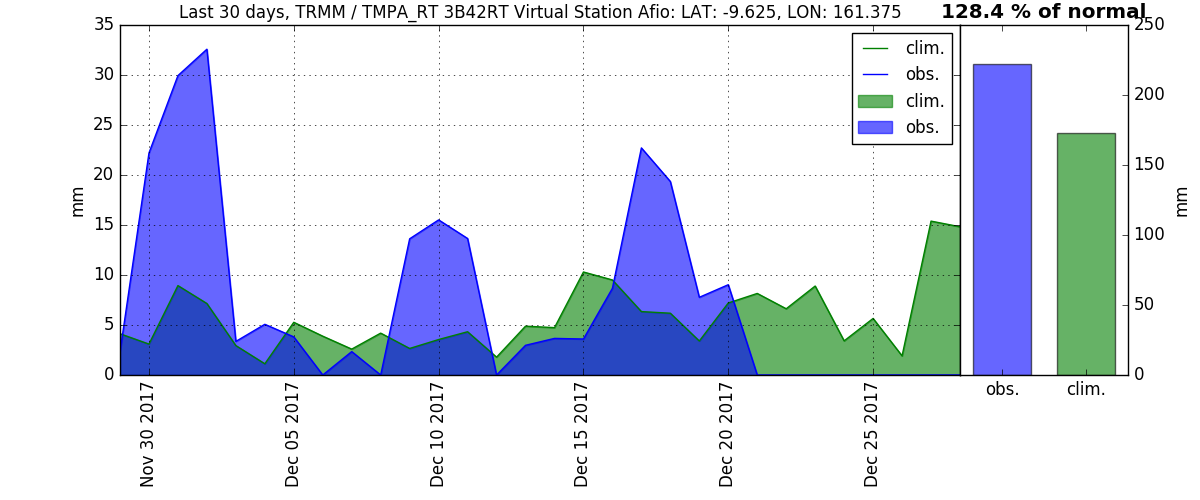 Last 30 days, TRMM / TMPA_RT 3B42RT Virtual Station Afio: LAT: -9.625, LON: 161.375
128.4 % of normal
35
30
25
20
15
10
5
0
mm
clim.
obs.
clim.
obs.
Nov 30 2017
Dec 05 2017
Dec 10 2017
Dec 15 2017
Dec 20 2017
Dec 25 2017
250
200
150
100
50
0
mm
obs.
clim.